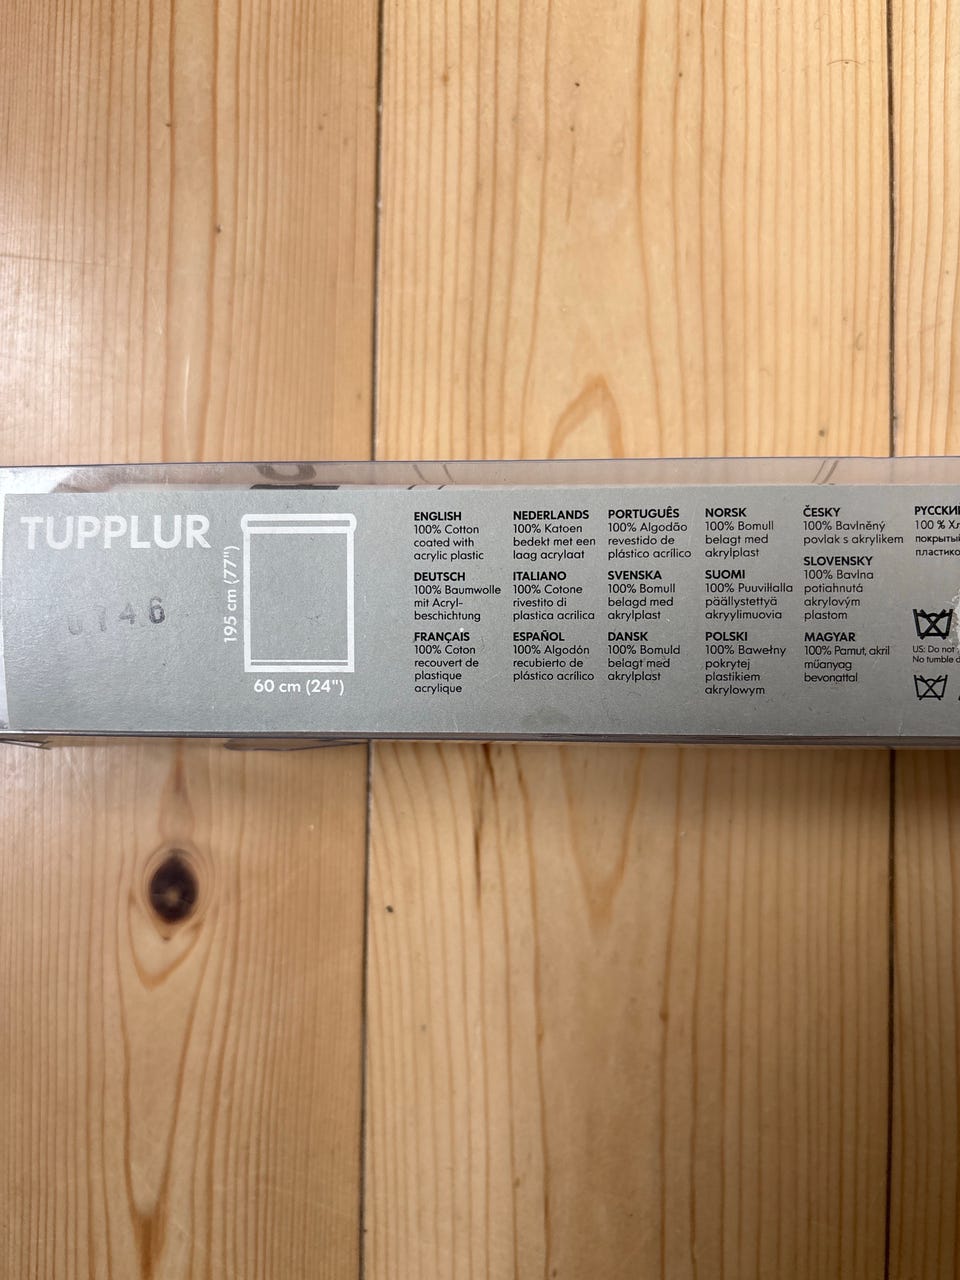 TUPPLUR
195 cm (77")
60 cm (24")
ENGLISH
100% Cotton
coated with
acrylic plastic
DEUTSCH
100% Baumwolle
mit Acryl-
beschichtung
FRANÇAIS
100% Coton
recouvert de
plastique
acrylique
NEDERLANDS
100% Katoen
bedekt met een
laag acrylaat
ITALIANO
100% Cotone
rivestito di
plastica acrilica
ESPAÑOL
100% Algodón
recubierto de
plástico acrílico
PORTUGUÊS
100% Algodão
revestido de
plástico acrílico
SVENSKA
100% Bomull
belagd med
akrylplast
DANSK
100% Bomuld
belagt med
akrylplast
NORSK
100% Bomull
belagt med
akrylplast
SUOMI
100% Puuvillalla
päällystettyä
akryylimuovia
POLSKI
100% Bawełny
pokrytej
plastikiem
akrylowym
ČESKY
100% Bavlněný
povlak s akrylikem
SLOVENSKY
100% Bavlna
potiahnutá
akrylovým
plastom
MAGYAR
100% Pamut, akril
műanyag
bevonattal
100 %
US: Do not
No tumble